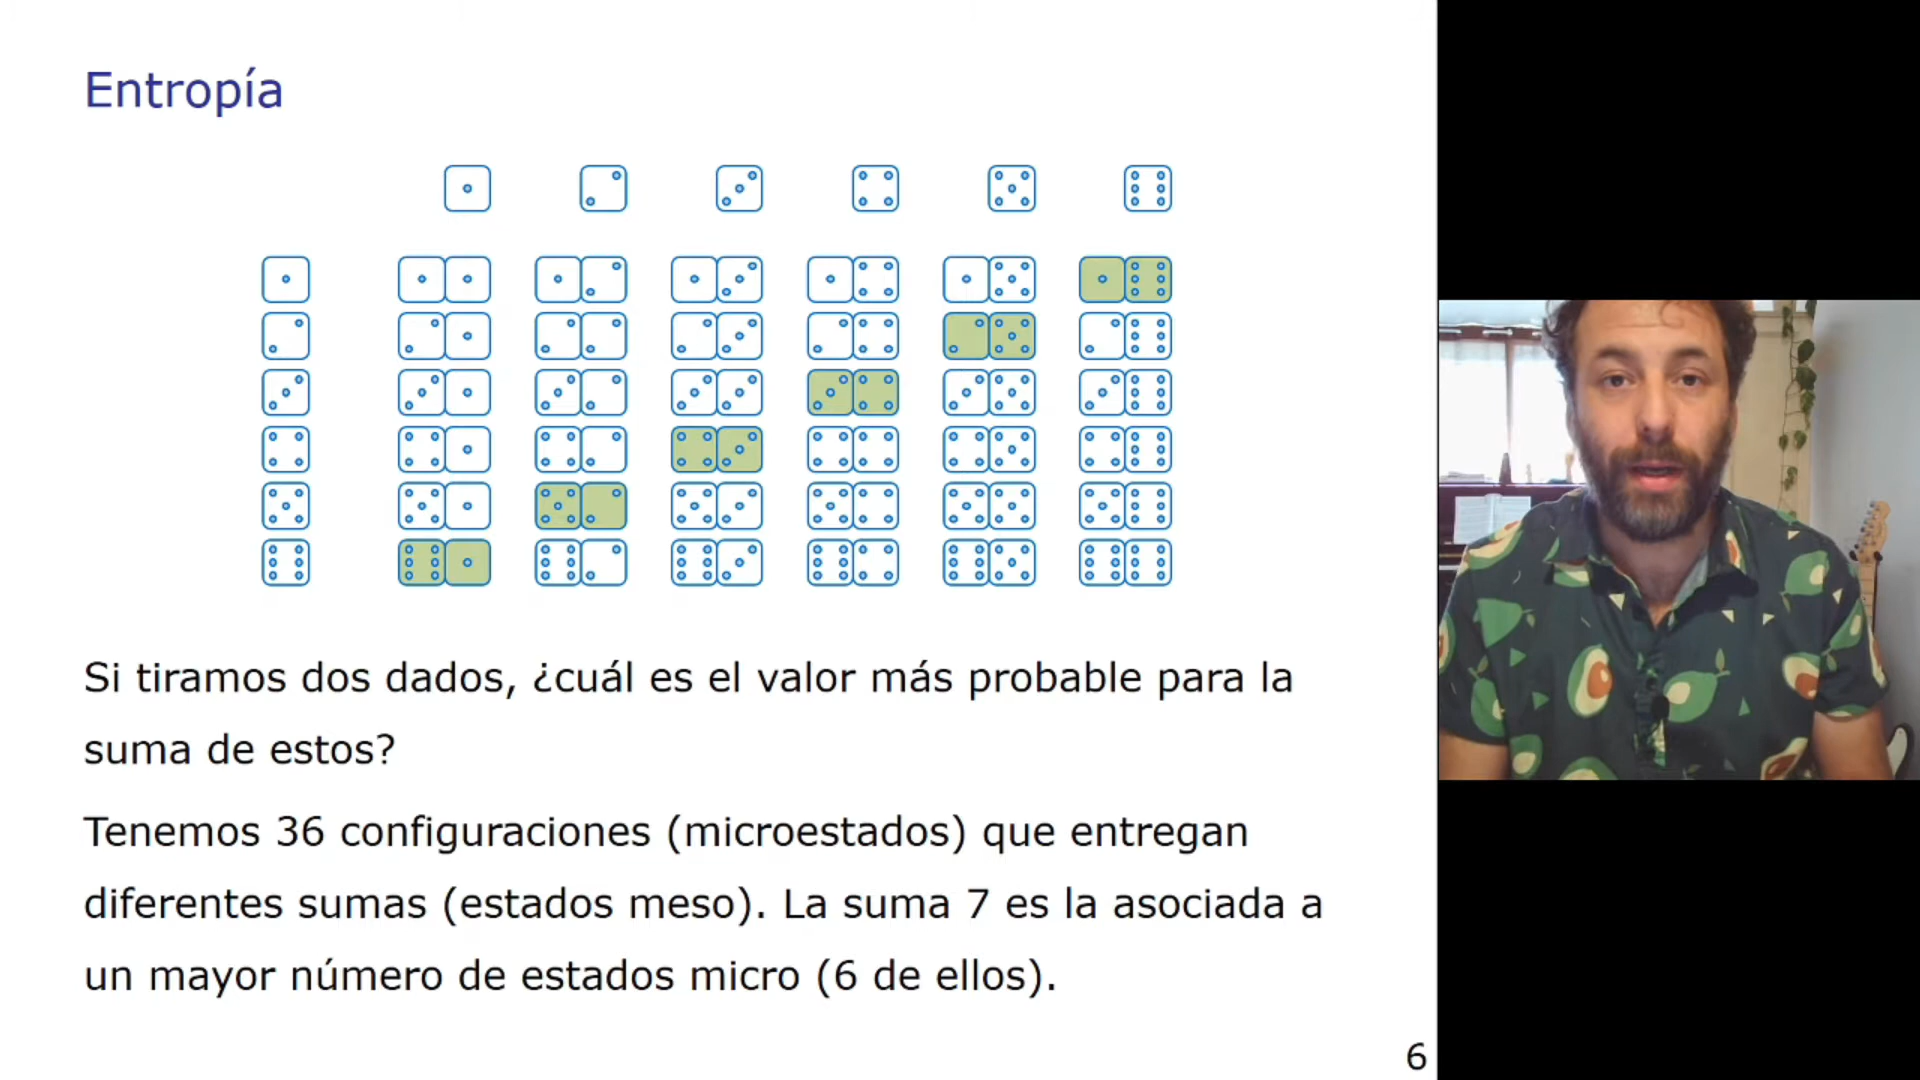 Entropía
Si tiramos dos dados, ¿cuál es el valor más probable para la
suma de estos?
Tenemos 36 configuraciones (microestados) que entregan
diferentes sumas (estados meso). La suma 7 es la asociada a
un mayor número de estados micro (6 de ellos).
6